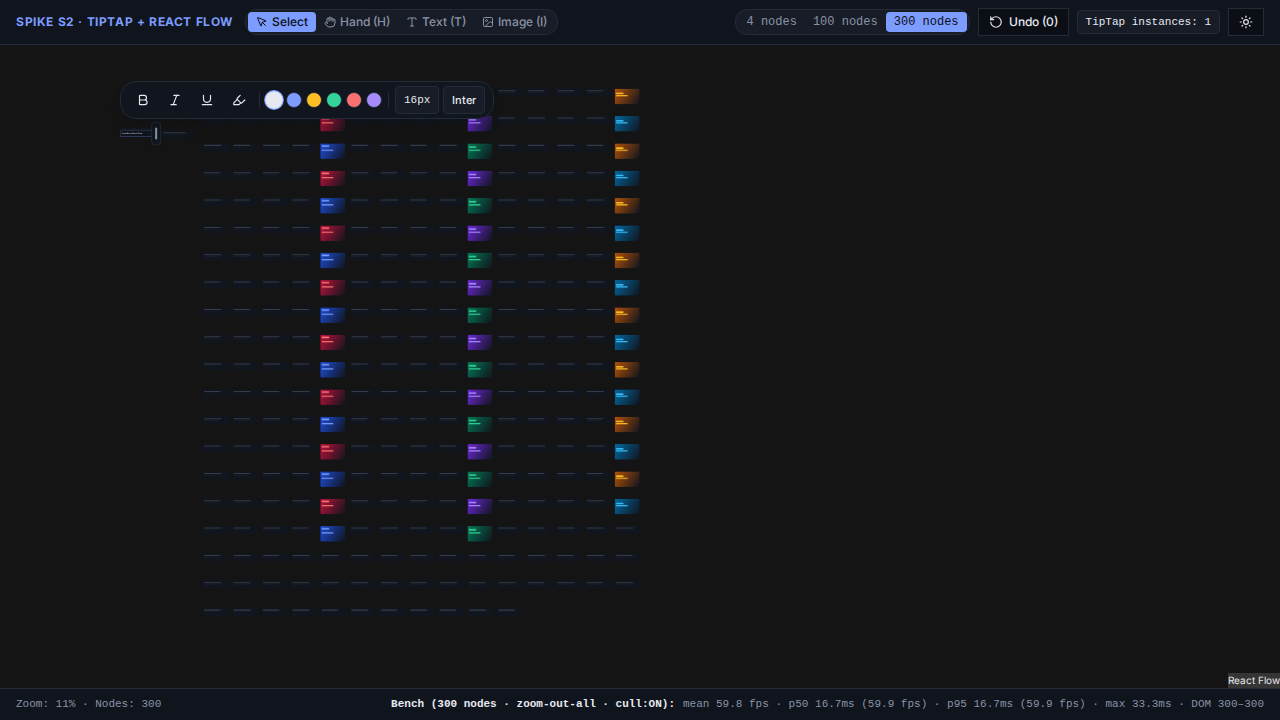 SPIKE S2 · TIPTAP + REACT FLOW
Select
Hand (H)
Text (T)
Image (I)
4 nodes
100 nodes
300 nodes
Undo (0)
TipTap instances: 1
B
I
U
16px
Inter
React Flow
Zoom: 11% · Nodes: 300
Bench (300 nodes · zoom-out-all · cull:ON): mean 59.8 fps · p50 16.7ms (59.9 fps) · p95 16.7ms (59.9 fps) · max 33.3ms · DOM 300–300